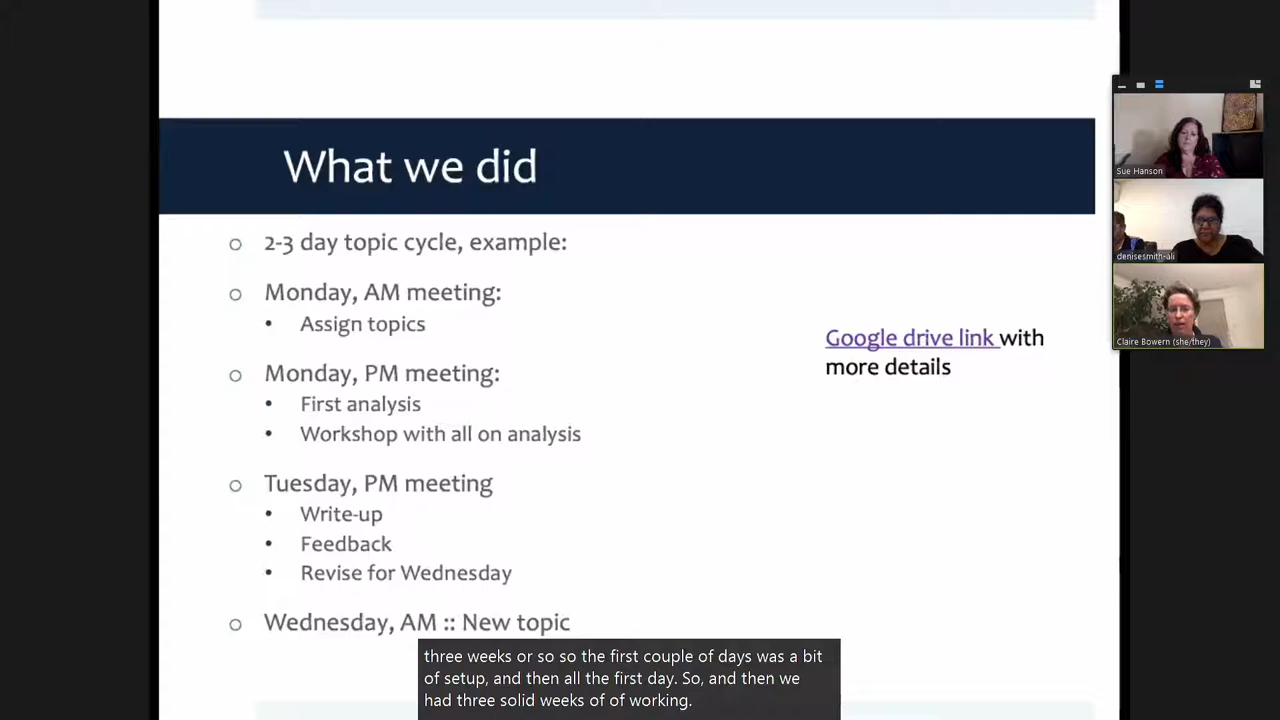 What we did
2-3 day topic cycle, example:
Monday, AM meeting:
Assign topics
Monday, PM meeting:
First analysis
Workshop with all on analysis
Tuesday, PM meeting
Write-up
Feedback
Revise for Wednesday
Wednesday, AM :: New topic
Google drive link with
more details
Sue Hanson
denisesmith-ali
Claire Bowern (she/they)
three weeks or so so the first couple of days was a bit
of setup, and then all the first day. So, and then we
had three solid weeks of of working.